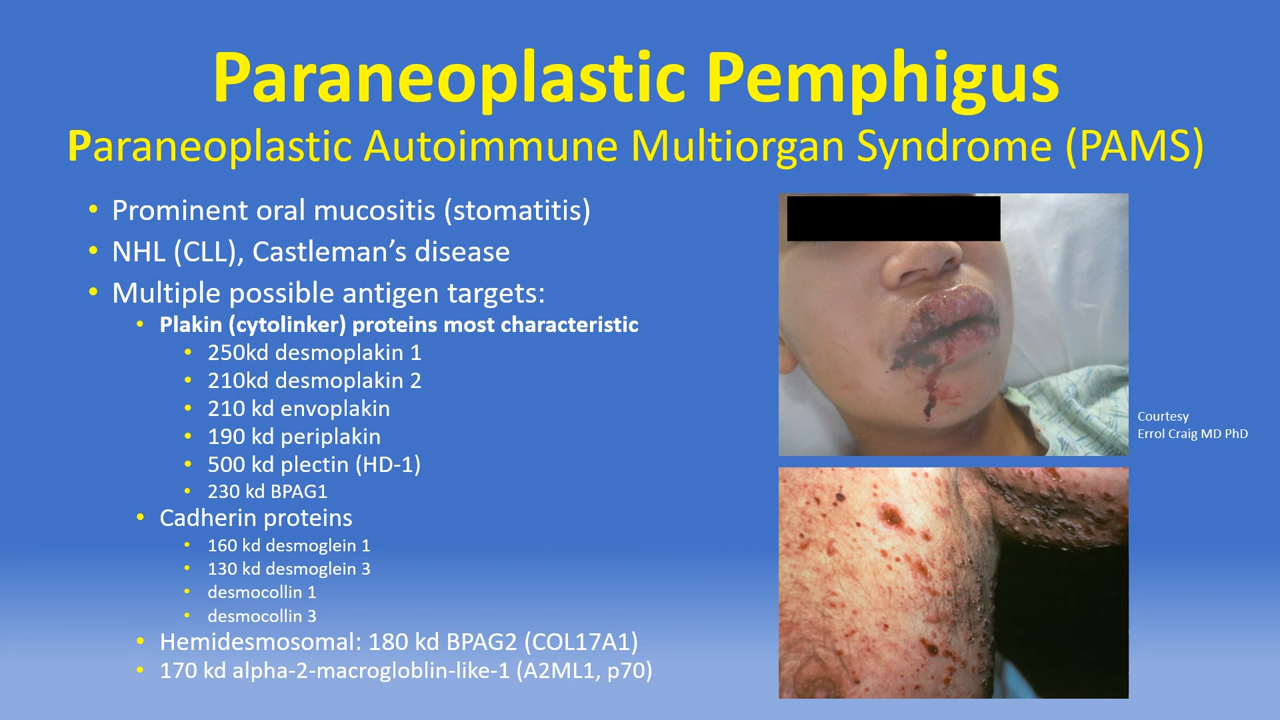 Paraneoplastic Pemphigus
Paraneoplastic Autoimmune Multiorgan Syndrome (PAMS)
• Prominent oral mucositis (stomatitis)
• NHL (CLL), Castleman's disease
• Multiple possible antigen targets:
• Plakin (cytolinker) proteins most characteristic
• 250kd desmoplakin 1
• 210kd desmoplakin 2
• 210 kd envoplakin
• 190 kd periplakin
• 500 kd plectin (HD-1)
• 230 kd BPAG1
• Cadherin proteins
• 160 kd desmoglein 1
• 130 kd desmoglein 3
• desmocollin 1
• desmocollin 3
• Hemidesmosomal: 180 kd BPAG2 (COL17A1)
• 170 kd alpha-2-macrogloblin-like-1 (A2ML1, p70)
Courtesy
Errol Craig MD PhD